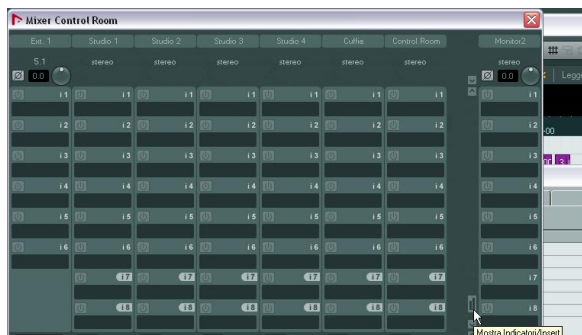 Mixer Control Room
Ext. 1 Studio 1 Studio 2 Studio 3 Studio 4 Cuffie Control Room Monitor2
5.1 stereo stereo stereo stereo stereo stereo stereo
0.0 0.0
i 1 i 1 i 1 i 1 i 1 i 1 i 1 i 1
i 2 i 2 i 2 i 2 i 2 i 2 i 2 i 2
i 3 i 3 i 3 i 3 i 3 i 3 i 3 i 3
i 4 i 4 i 4 i 4 i 4 i 4 i 4 i 4
i 5 i 5 i 5 i 5 i 5 i 5 i 5 i 5
i 6 i 6 i 6 i 6 i 6 i 6 i 6 i 6
i 7 i 7 i 7 i 7 i 7 i 7 i 7
i 8 i 8 i 8 i 8 i 8 i 8 i 8
Mostra Indicatori/Insert
Legg